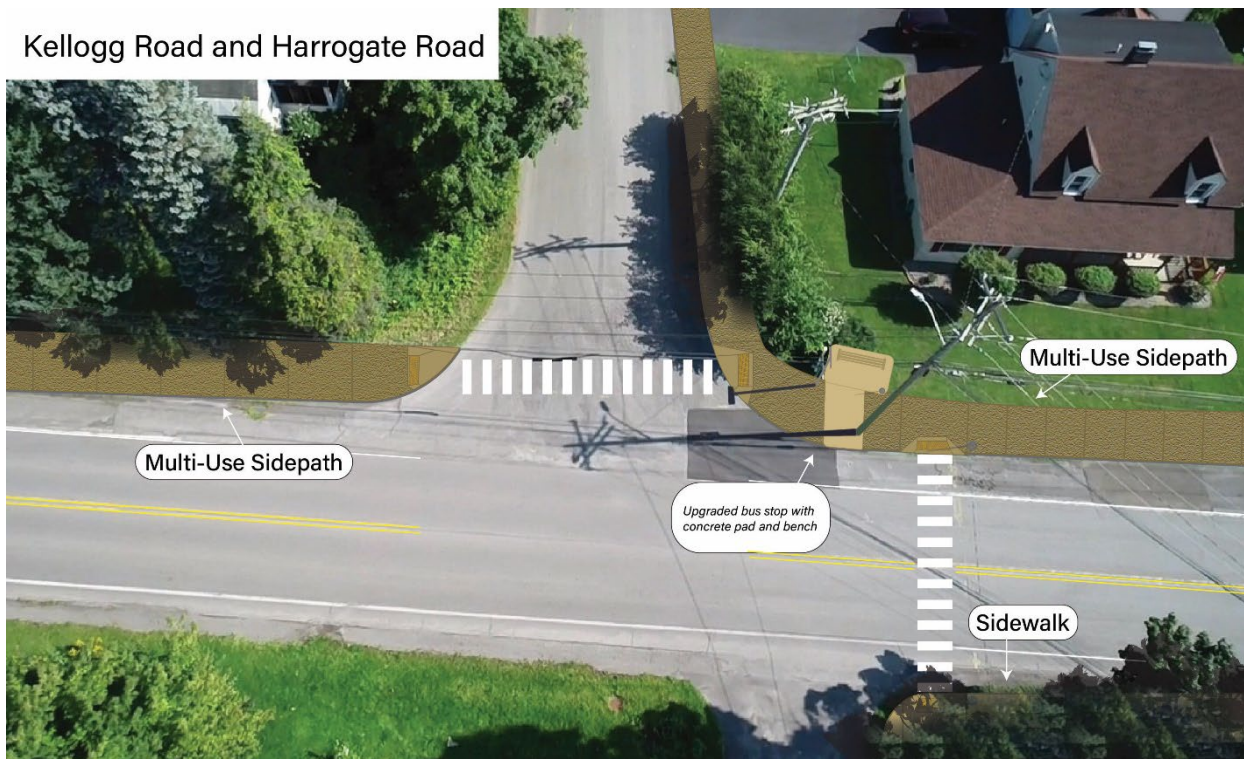 Kellogg Road and Harrogate Road
Multi-Use Sidepath
Multi-Use Sidepath
Upgraded bus stop with
concrete pad and bench
Sidewalk